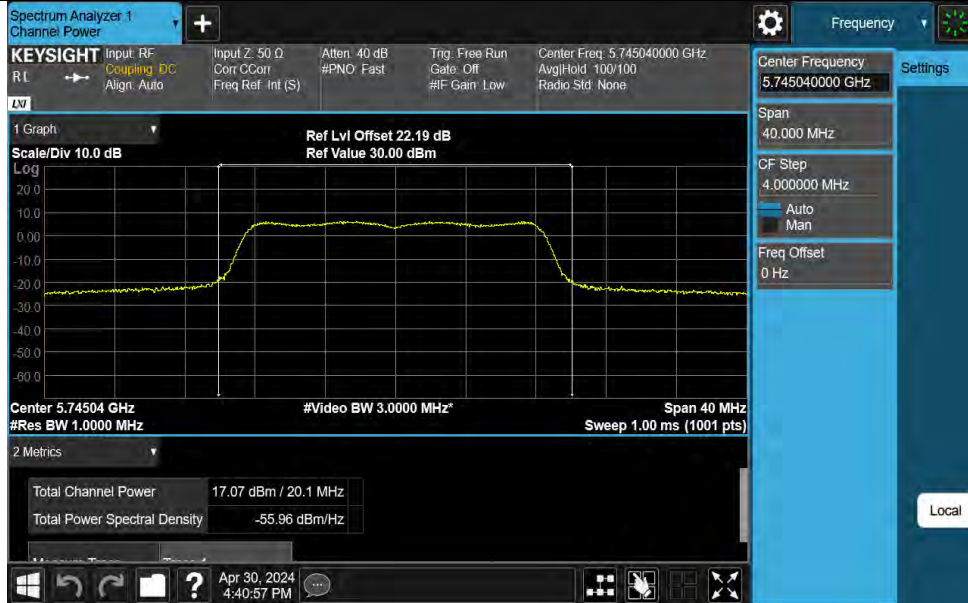 Spectrum Analyzer 1
Channel Power
Frequency
KEYSIGHT
RL
LXI
Input: RF
Coupling: DC
Align: Auto
Input Z: 50 Ω
Corr CCorr
Freq Ref: Int (S)
Atten: 40 dB
#PNO: Fast
Trig: Free Run
Gate: Off
#IF Gain: Low
Center Freq: 5.745040000 GHz
Avg|Hold: 100/100
Radio Std: None
Center Frequency
5.745040000 GHz
Settings
Span
40.000 MHz
CF Step
4.000000 MHz
Auto
Man
Freq Offset
0 Hz
1 Graph
Scale/Div 10.0 dB
Ref Lvl Offset 22.19 dB
Ref Value 30.00 dBm
Log
20.0
10.0
0.00
-10.0
-20.0
-30.0
-40.0
-50.0
-60.0
Center 5.74504 GHz
#Res BW 1.0000 MHz
#Video BW 3.0000 MHz*
Span 40 MHz
Sweep 1.00 ms (1001 pts)
2 Metrics
Total Channel Power 17.07 dBm / 20.1 MHz
Total Power Spectral Density -55.96 dBm/Hz
Local
?
Apr 30, 2024
4:40:57 PM